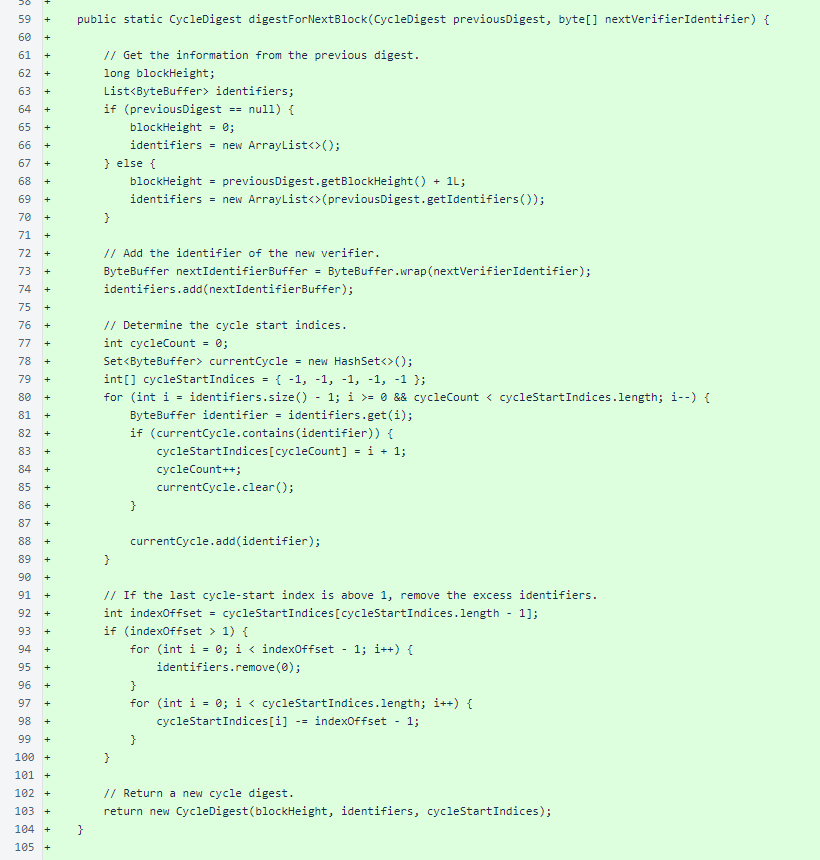 58 +
59 + public static CycleDigest digestForNextBlock(CycleDigest previousDigest, byte[] nextVerifierIdentifier) {
60 +
61 + // Get the information from the previous digest.
62 + long blockHeight;
63 + List<ByteBuffer> identifiers;
64 + if (previousDigest == null) {
65 + blockHeight = 0;
66 + identifiers = new ArrayList<>();
67 + } else {
68 + blockHeight = previousDigest.getBlockHeight() + 1L;
69 + identifiers = new ArrayList<>(previousDigest.getIdentifiers());
70 + }
71 +
72 + // Add the identifier of the new verifier.
73 + ByteBuffer nextIdentifierBuffer = ByteBuffer.wrap(nextVerifierIdentifier);
74 + identifiers.add(nextIdentifierBuffer);
75 +
76 + // Determine the cycle start indices.
77 + int cycleCount = 0;
78 + Set<ByteBuffer> currentCycle = new HashSet<>();
79 + int[] cycleStartIndices = { -1, -1, -1, -1, -1 };
80 + for (int i = identifiers.size() - 1; i >= 0 && cycleCount < cycleStartIndices.length; i--) {
81 + ByteBuffer identifier = identifiers.get(i);
82 + if (currentCycle.contains(identifier)) {
83 + cycleStartIndices[cycleCount] = i + 1;
84 + cycleCount++;
85 + currentCycle.clear();
86 + }
87 +
88 + currentCycle.add(identifier);
89 + }
90 +
91 + // If the last cycle-start index is above 1, remove the excess identifiers.
92 + int indexOffset = cycleStartIndices[cycleStartIndices.length - 1];
93 + if (indexOffset > 1) {
94 + for (int i = 0; i < indexOffset - 1; i++) {
95 + identifiers.remove(0);
96 + }
97 + for (int i = 0; i < cycleStartIndices.length; i++) {
98 + cycleStartIndices[i] -= indexOffset - 1;
99 + }
100 + }
101 +
102 + // Return a new cycle digest.
103 + return new CycleDigest(blockHeight, identifiers, cycleStartIndices);
104 + }
105 +